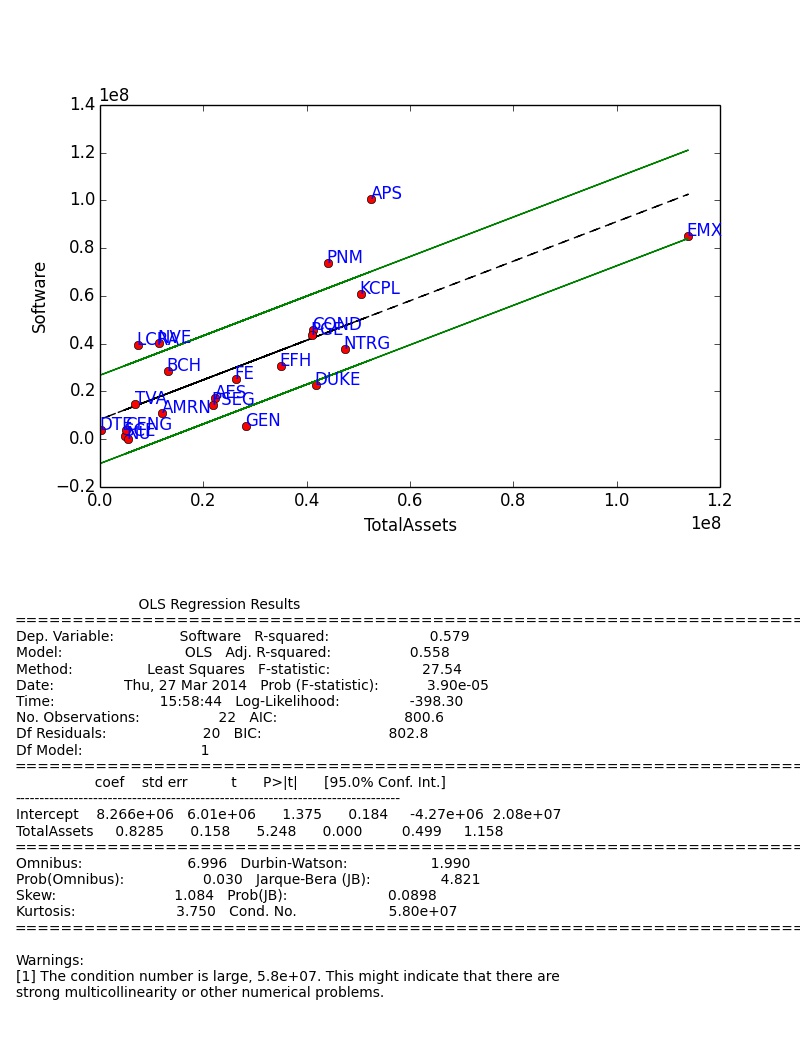 1e8
1.4
1.2
1.0
0.8
0.6
0.4
0.2
0.0
−0.2
Software
APS
EMX
PNM
KCPL
COND
PGE
NTRG
LCRA NVE
EFH
BCH
FE
DUKE
AES
PSEG
TVA
AMRN
GEN
DTE CENG
NU
0.0 0.2 0.4 0.6 0.8 1.0 1.2
TotalAssets 1e8
OLS Regression Results
==============================================================================
Dep. Variable: Software R-squared: 0.579
Model: OLS Adj. R-squared: 0.558
Method: Least Squares F-statistic: 27.54
Date: Thu, 27 Mar 2014 Prob (F-statistic): 3.90e-05
Time: 15:58:44 Log-Likelihood: -398.30
No. Observations: 22 AIC: 800.6
Df Residuals: 20 BIC: 802.8
Df Model: 1
==============================================================================
coef std err t P>|t| [95.0% Conf. Int.]
------------------------------------------------------------------------------
Intercept 8.266e+06 6.01e+06 1.375 0.184 -4.27e+06 2.08e+07
TotalAssets 0.8285 0.158 5.248 0.000 0.499 1.158
==============================================================================
Omnibus: 6.996 Durbin-Watson: 1.990
Prob(Omnibus): 0.030 Jarque-Bera (JB): 4.821
Skew: 1.084 Prob(JB): 0.0898
Kurtosis: 3.750 Cond. No. 5.80e+07
==============================================================================
Warnings:
[1] The condition number is large, 5.8e+07. This might indicate that there are
strong multicollinearity or other numerical problems.